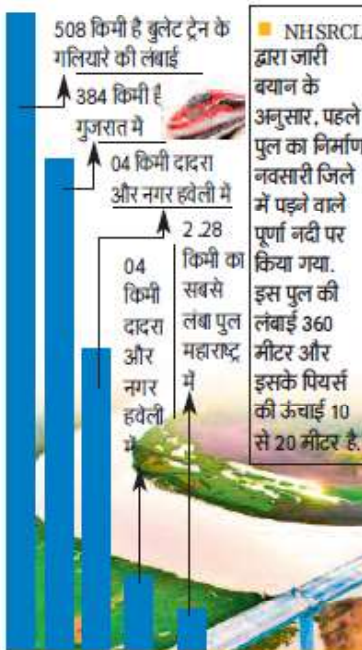 508 किमी है बुलेट ट्रेन के
गलियारे की लंबाई
384 किमी है
गुजरात में
04 किमी दादरा
और नगर हवेली में
04
किमी
दादरा
और
नगर
हवेली
में
2.28
किमी का
सबसे
लंबा पुल
महाराष्ट्र
में
NHSRCL
द्वारा जारी
बयान के
अनुसार, पहले
पुल का निर्माण
नवसारी जिले
में पड़ने वाले
पूर्णा नदी पर
किया गया.
इस पुल की
लंबाई 360
मीटर और
इसके पियर्स
की ऊंचाई 10
से 20 मीटर है.